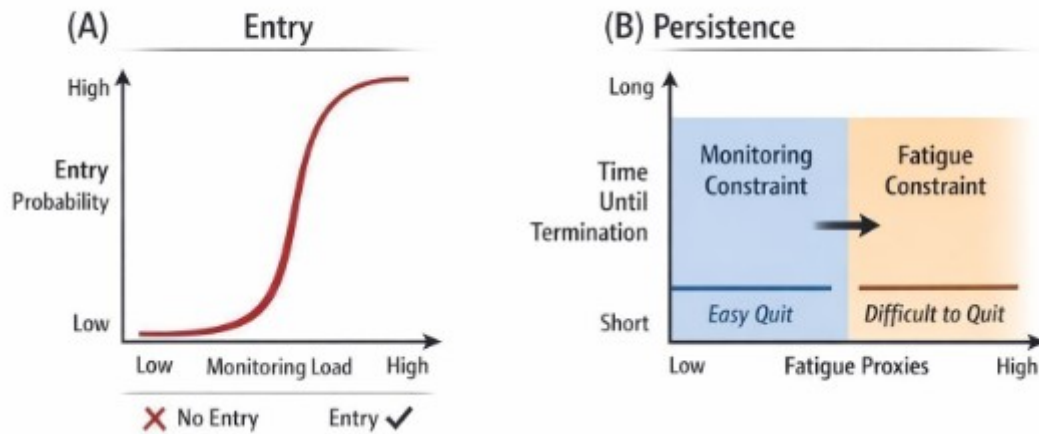 (A) Entry
High
Entry
Probability
Low
Low Monitoring Load High
No Entry Entry
(B) Persistence
Long
Time
Until
Termination
Short
Monitoring
Constraint
Fatigue
Constraint
Easy Quit
Difficult to Quit
Low Fatigue Proxies High